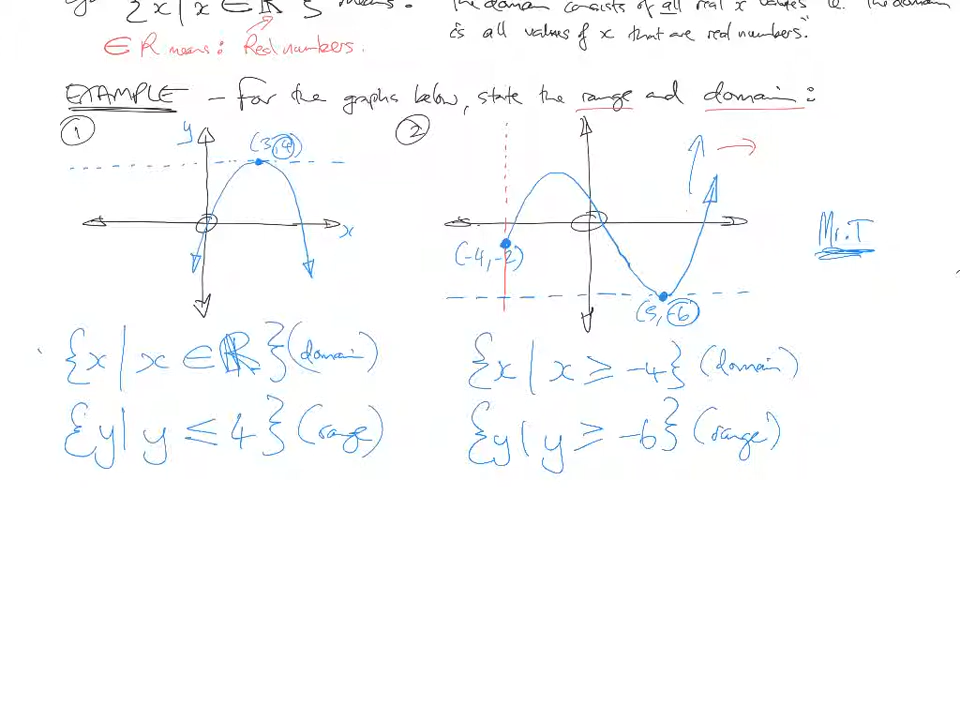 {x | x ∈ ℝ } means: "The domain consists of all real x values i.e. The domain
is all values of x that are real numbers."
∈ R means: Real numbers.
EXAMPLE - For the graphs below, state the range and domain:
① ②
y
(3,4)
x
(-4,-2)
(5,-6)
Mr.T
{x | x ∈ ℝ} (domain)
{y | y ≤ 4} (range)
{x | x ≥ -4} (domain)
{y | y ≥ -6} (range)